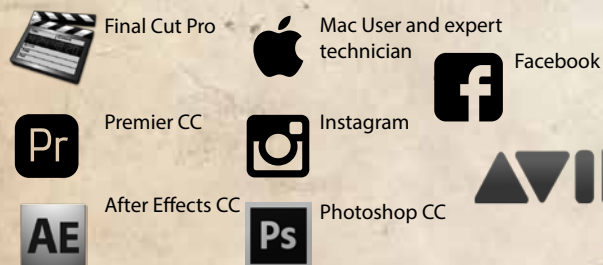 Final Cut Pro
Mac User and expert
technician
Facebook
Pr
Premier CC
Instagram
AVI
AE
After Effects CC
Ps
Photoshop CC